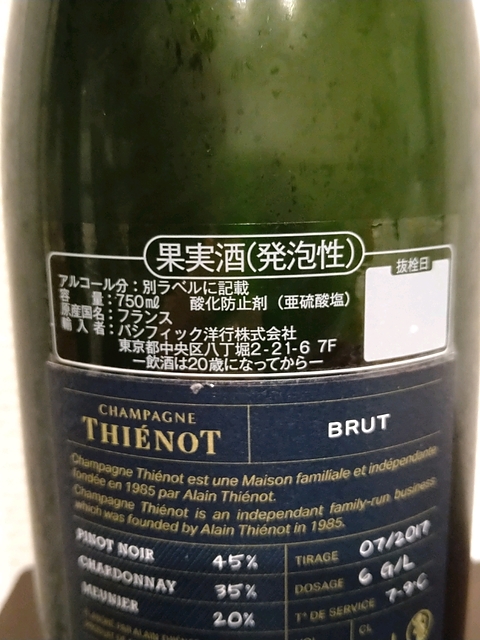 果実酒(発泡性)
抜栓日
アルコール分：別ラベルに記載
容量：750ml 酸化防止剤（亜硫酸塩）
原産国名：フランス
輸入者：パシフィック洋行株式会社
東京都中央区八丁堀2-21-6 7F
ー飲酒は20歳になってからー
CHAMPAGNE
THIÉNOT
BRUT
Champagne Thiénot est une Maison familiale et indépendante
fondée en 1985 par Alain Thiénot.
Champagne Thiénot is an independant family-run business
which was founded by Alain Thiénot in 1985.
PINOT NOIR 45%
CHARDONNAY 35%
MEUNIER 20%
TIRAGE 07/2017
DOSAGE 6 G/L
T° DE SERVICE 7-9°C